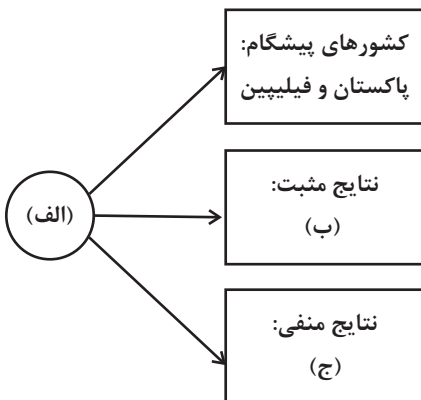 کشورهای پیشگام:
پاکستان و فیلیپین
(الف)
نتایج مثبت:
(ب)
نتایج منفی:
(ج)